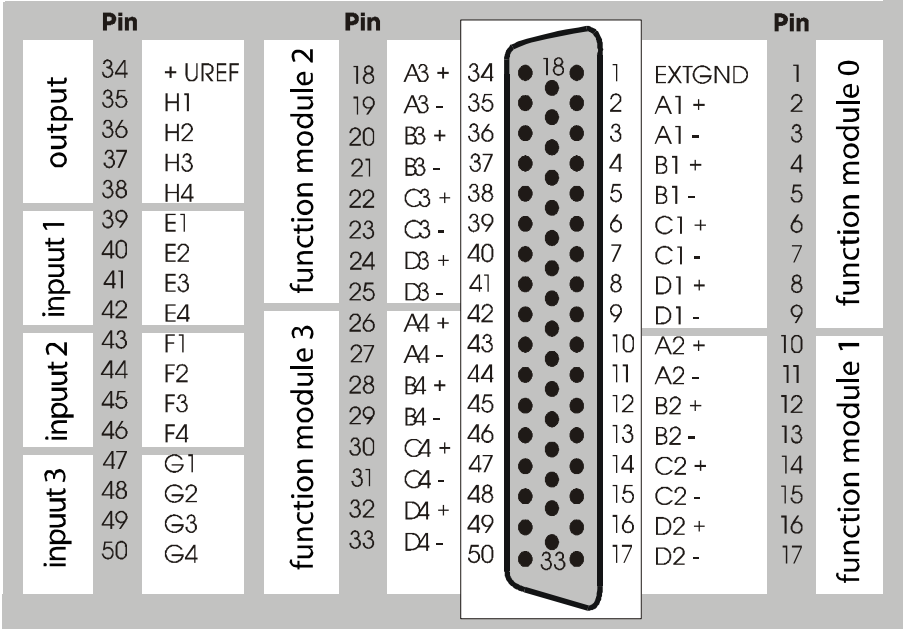 Pin Pin Pin
output
34 + UREF
35 H1
36 H2
37 H3
38 H4
inpuut 1
39 E1
40 E2
41 E3
42 E4
inpuut 2
43 F1
44 F2
45 F3
46 F4
inpuut 3
47 G1
48 G2
49 G3
50 G4
function module 2
18 A3 +
19 A3 -
20 B3 +
21 B3 -
22 C3 +
23 C3 -
24 D3 +
25 D3 -
function module 3
26 A4 +
27 A4 -
28 B4 +
29 B4 -
30 C4 +
31 C4 -
32 D4 +
33 D4 -
34 18 1
35 2
36 3
37 4
38 5
39 6
40 7
41 8
42 9
43 10
44 11
45 12
46 13
47 14
48 15
49 16
50 33 17
EXTGND 1
A1 + 2
A1 - 3
B1 + 4
B1 - 5
C1 + 6
C1 - 7
D1 + 8
D1 - 9
function module 0
A2 + 10
A2 - 11
B2 + 12
B2 - 13
C2 + 14
C2 - 15
D2 + 16
D2 - 17
function module 1